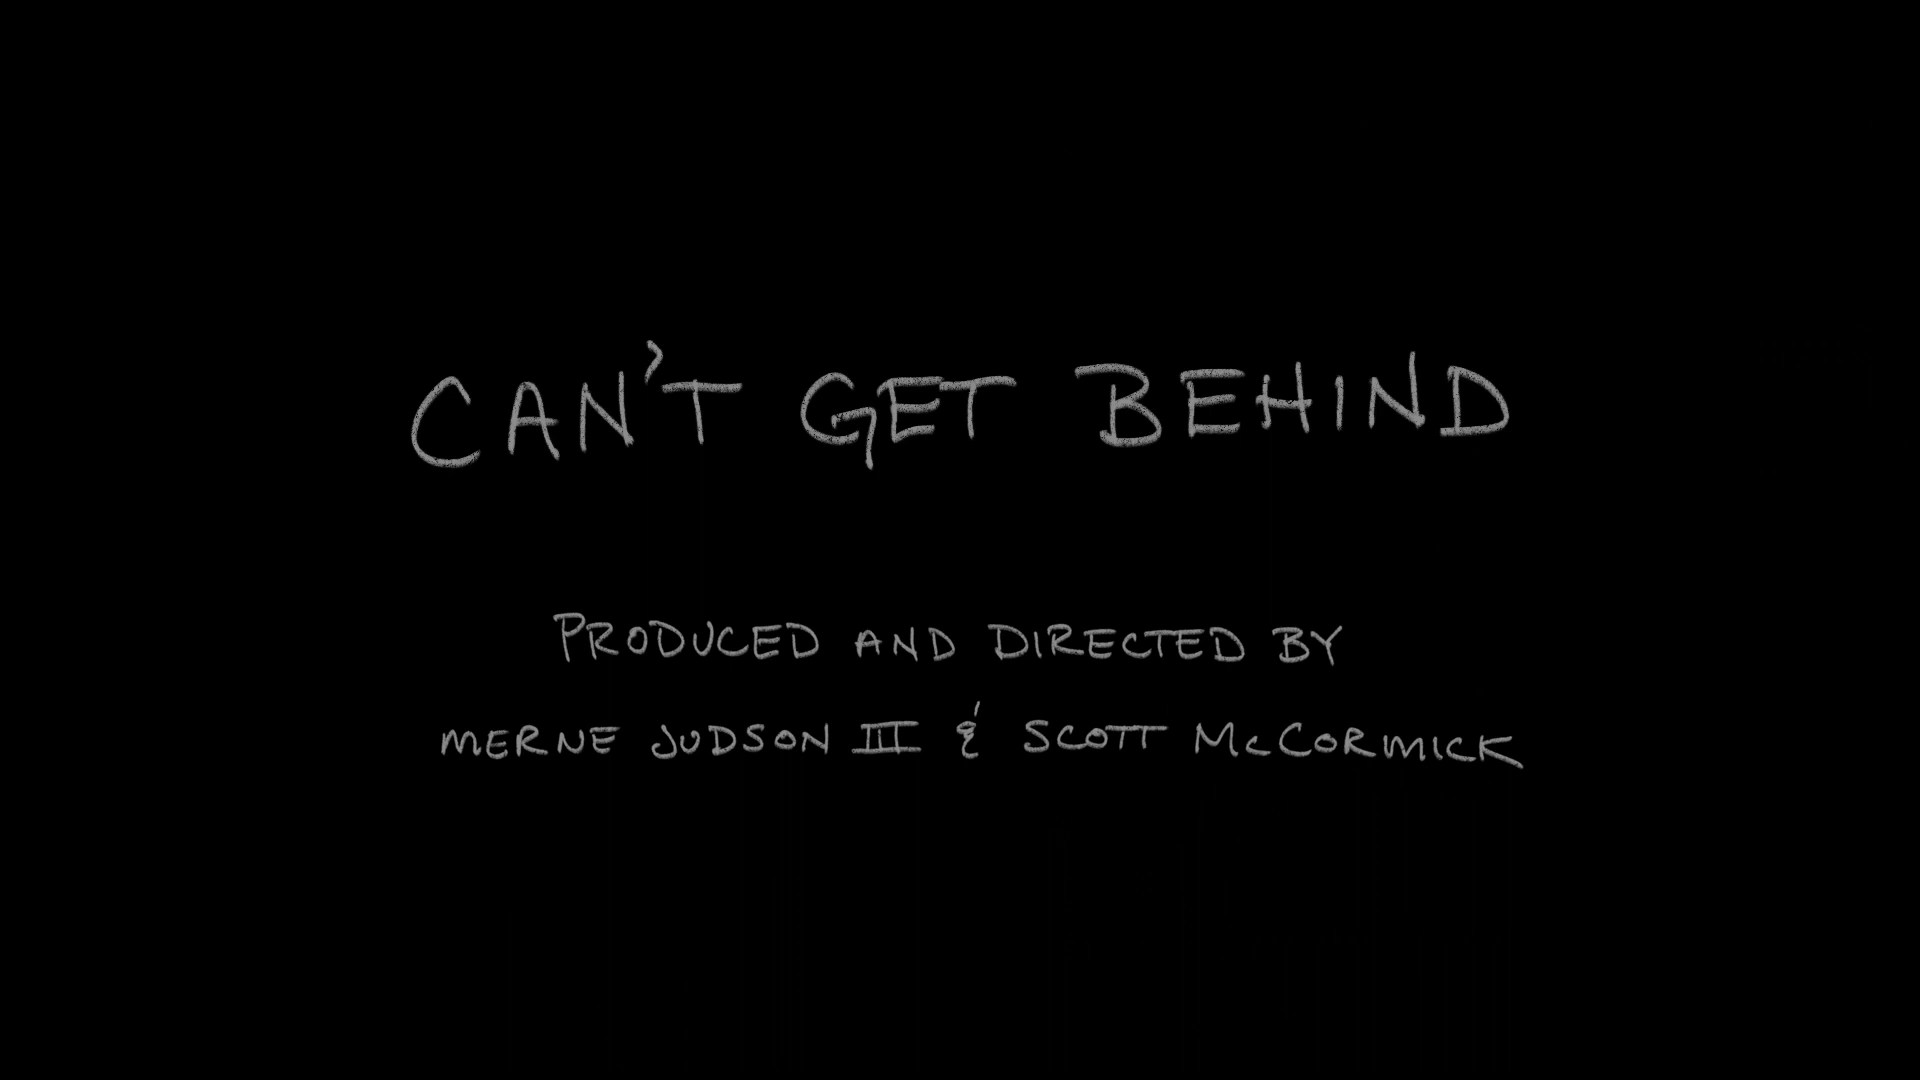 CAN'T GET BEHIND
PRODUCED AND DIRECTED BY
MERNE JUDSON III & SCOTT McCORMICK